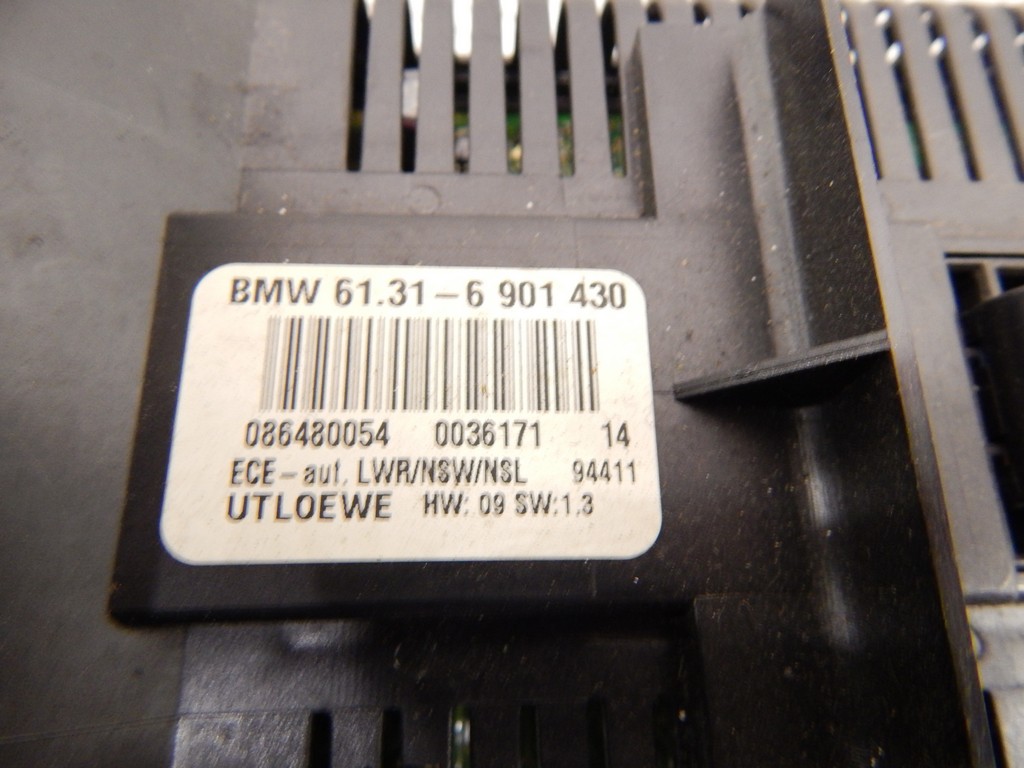 BMW 61.31-6 901 430
086480054 0036171 14
ECE-aut. LWR/NSW/NSL 94411
UTLOEWE HW: 09 SW:1.3